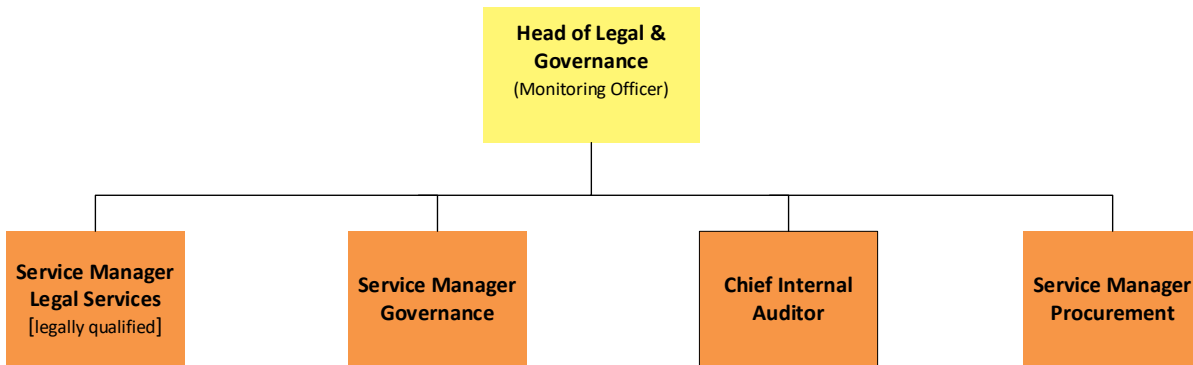 Head of Legal &
Governance
(Monitoring Officer)
Service Manager
Legal Services
[legally qualified]
Service Manager
Governance
Chief Internal
Auditor
Service Manager
Procurement